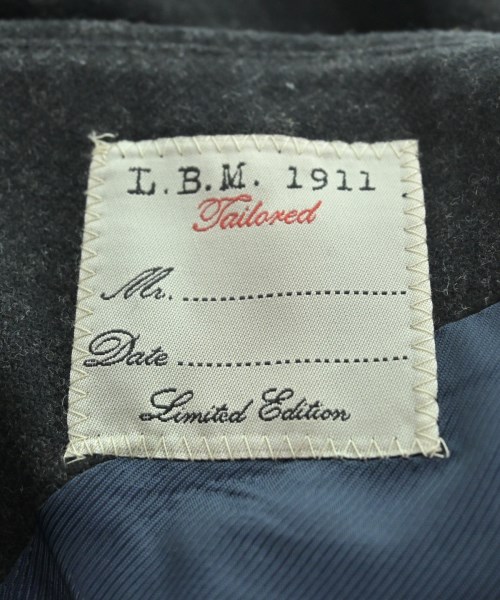 L.B.M. 1911
Tailored
Mr. ..............................
Date ..............................
Limited Edition